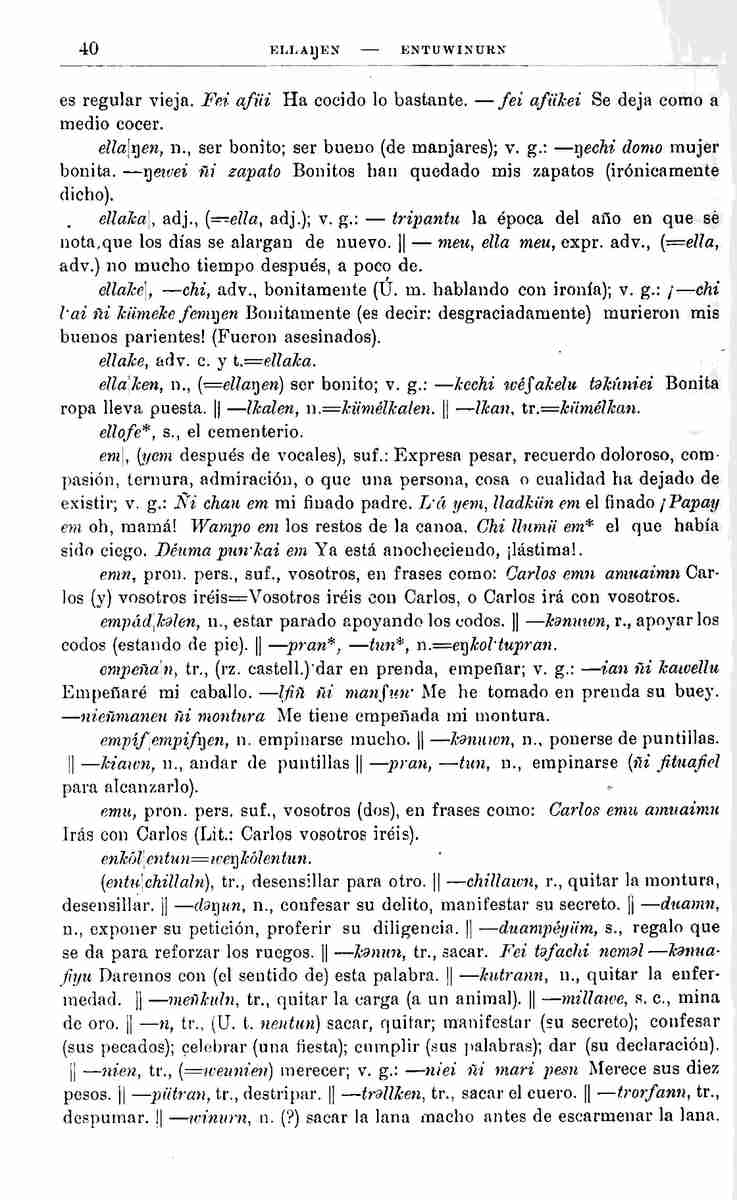 40 ELLAŊEN — ENTUWINURN
es regular vieja. Fei afüi Ha cocido lo bastante. — fei afükei Se deja como a
medio cocer.
ella|ŋen, n., ser bonito; ser bueno (de manjares); v. g.: —ŋechi domo mujer
bonita. —ŋewei ñi zapato Bonitos han quedado mis zapatos (irónicamente
dicho).
ellaka|, adj., (=ella, adj.); v. g.: — tripantu la época del año en que se
nota,que los días se alargan de nuevo. || — meu, ella meu, expr. adv., (=ella,
adv.) no mucho tiempo después, a poco de.
ellake|, —chi, adv., bonitamente (Ú. m. hablando con ironía); v. g.: ¡—chi
l·ai ñi kümeke femŋen Bonitamente (es decir: desgraciadamente) murieron mis
buenos parientes! (Fueron asesinados).
ellake, adv. c. y t.=ellaka.
ella|ken, n., (=ellaŋen) ser bonito; v. g.: —kechi wéʃakelu təkúniei Bonita
ropa lleva puesta. || —lkalen, n.=kümélkalen. || —lkan, tr.=kümélkan.
ellofe*, s., el cementerio.
em|, (yem después de vocales), suf.: Expresa pesar, recuerdo doloroso, com-
pasión, ternura, admiración, o que una persona, cosa o cualidad ha dejado de
existir; v. g.: Ñi chau em mi finado padre. L·á yem, lladkün em el finado ¡Papay
em oh, mamá! Wampo em los restos de la canoa. Chi llumü em* el que había
sido ciego. Déuma pun·kai em Ya está anocheciendo, ¡lástima!.
emn, pron. pers., suf., vosotros, en frases como: Carlos emn amuaimn Car-
los (y) vosotros iréis=Vosotros iréis con Carlos, o Carlos irá con vosotros.
empád|kəlen, n., estar parado apoyando los codos. || —kənuwn, r., apoyar los
codos (estando de pie). || —pran*, —tun*, n.=eŋkol·tupran.
empeña|n, tr., (rz. castell.) dar en prenda, empeñar; v. g.: —ian ñi kawellu
Empeñaré mi caballo. —lfiñ ñi manʃun· Me he tomado en prenda su buey.
—nieñmaneu ñi montura Me tiene empeñada mi montura.
empíf|empifŋen, n. empinarse mucho. || —kənuwn, n., ponerse de puntillas.
|| —kiawn, n., andar de puntillas || —pran, —tun, n., empinarse (ñi fituafiel
para alcanzarlo).
emu, pron. pers. suf., vosotros (dos), en frases como: Carlos emu amuaimu
Irás con Carlos (Lit.: Carlos vosotros iréis).
enkól|entun=weŋkólentun.
(entu|chillaln), tr., desensillar para otro. || —chillawn, r., quitar la montura,
desensillar. || —dəŋun, n., confesar su delito, manifestar su secreto. || —duamn,
n., exponer su petición, proferir su diligencia. || —duampéyüm, s., regalo que
se da para reforzar los ruegos. || —kənun, tr., sacar. Fei təfachi neməl —kənua-
fiyu Daremos con (el sentido de) esta palabra. || —kutrann, n., quitar la enfer-
medad. || —meñkuln, tr., quitar la carga (a un animal). || —millawe, s. c., mina
de oro. || —n, tr., (U. t. nentun) sacar, quitar; manifestar (su secreto); confesar
(sus pecados); celebrar (una fiesta); cumplir (sus palabras); dar (su declaración).
|| —nien, tr., (=weunien) merecer; v. g.: —niei ñi mari pesu Merece sus diez
pesos. || —pütran, tr., destripar. || —trəllken, tr., sacar el cuero. || —trorfann, tr.,
despumar. || —winurn, n. (?) sacar la lana macho antes de escarmenar la lana.